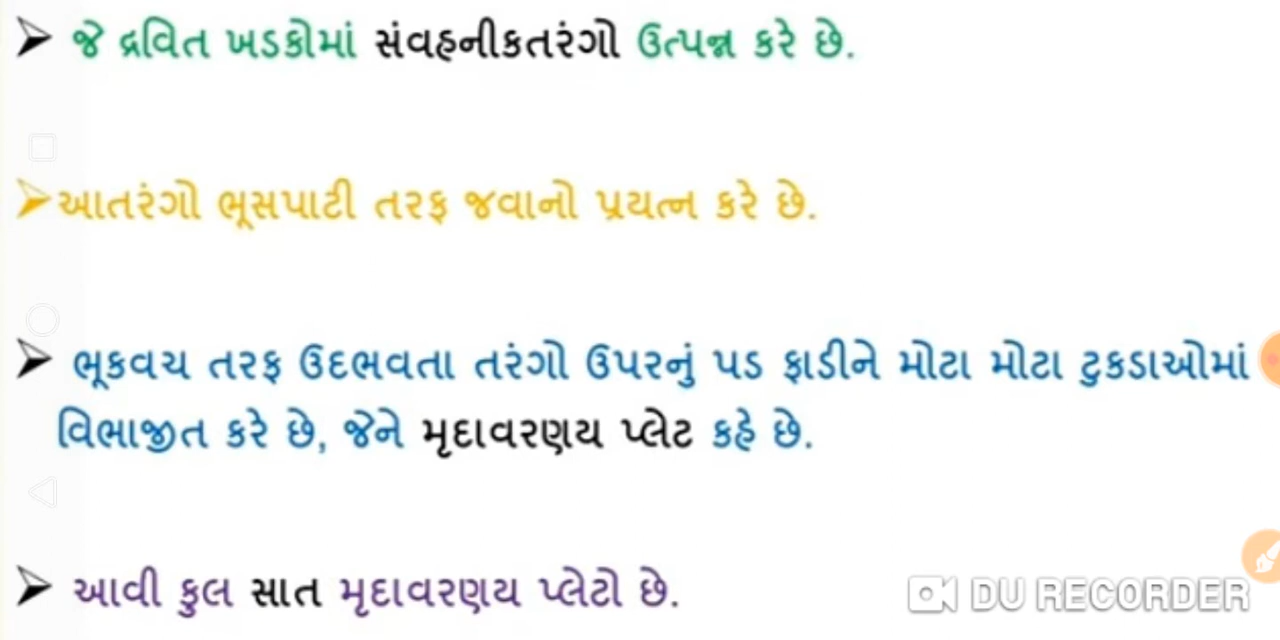 ➢ જે દ્રવિત ખડકોમાં સંવહનીકતરંગો ઉત્પન્ન કરે છે.
➢આતરંગો ભૂસપાટી તરફ જવાનો પ્રયત્ન કરે છે.
➢ ભૂકવચ તરફ ઉદભવતા તરંગો ઉપરનું પડ ફાડીને મોટા મોટા ટુકડાઓમાં
વિભાજીત કરે છે, જેને મૃદાવરણય પ્લેટ કહે છે.
➢ આવી કુલ સાત મૃદાવરણય પ્લેટો છે.
DU RECORDER